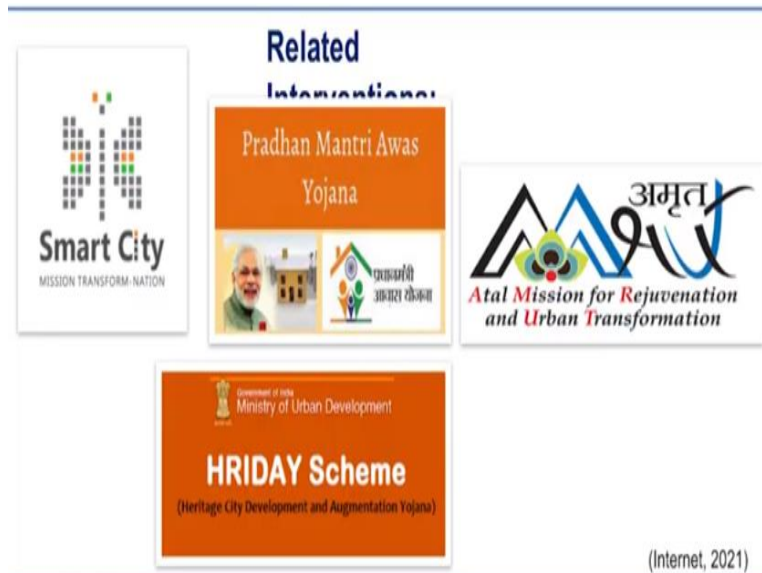 Related
Interventions:
Smart City
MISSION TRANSFORM-NATION
Pradhan Mantri Awas
Yojana
प्रधानमंत्री
आवास योजना
अमृत
Atal Mission for Rejuvenation
and Urban Transformation
Government of India
Ministry of Urban Development
HRIDAY Scheme
(Heritage City Development and Augmentation Yojana)
(Internet, 2021)